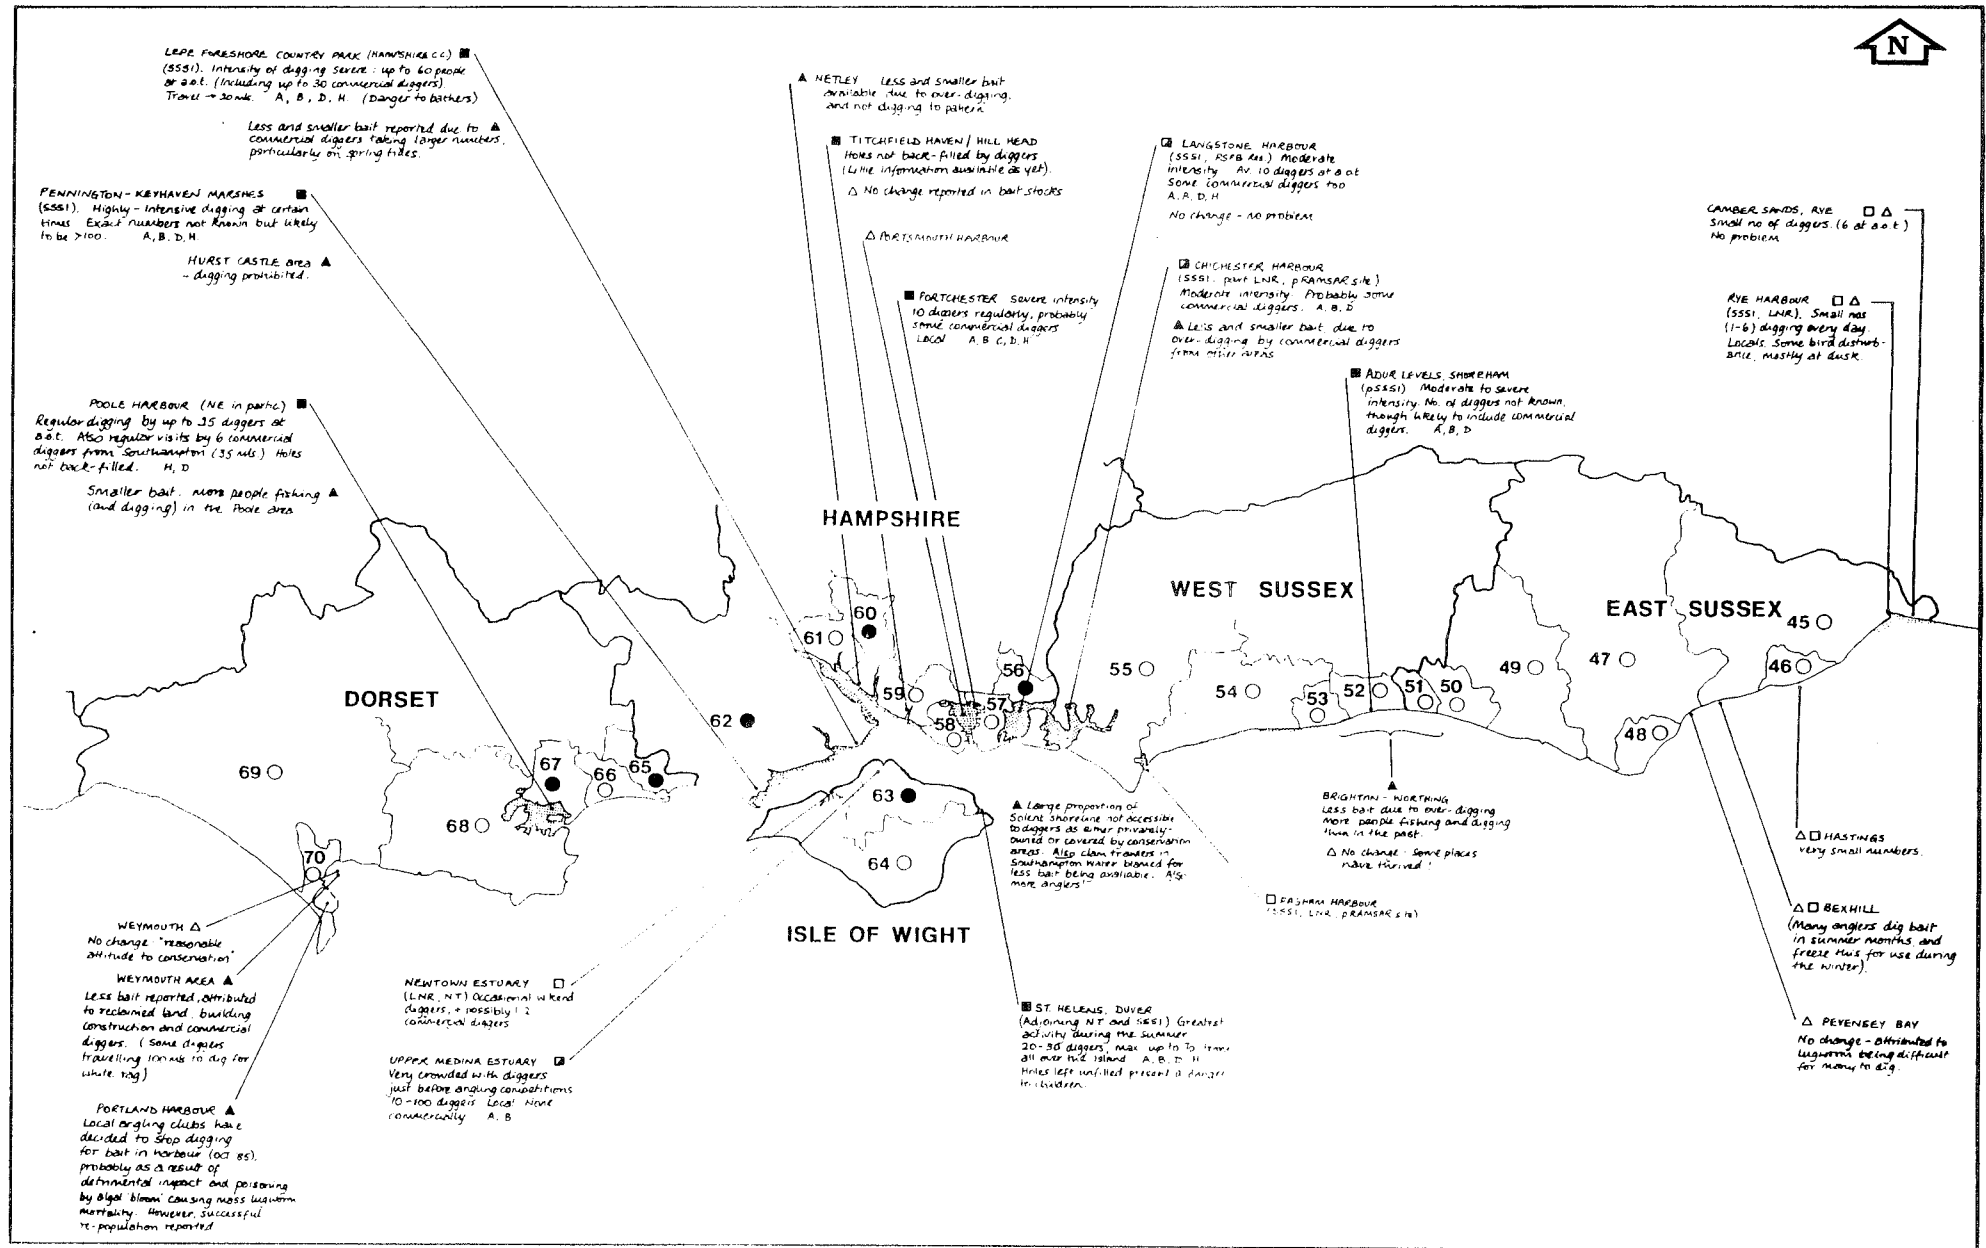 N
LEPE FORESHORE COUNTRY PARK (HAMPSHIRE C C)
(SSSI). Intensity of digging severe : up to 60 people
at a.o.t. (Including up to 30 commercial diggers).
Travel → 30 mls. A, B, D, H. (Danger to bathers)
Less and smaller bait reported due to
commercial diggers taking larger numbers,
particularly on spring tides.
PENNINGTON - KEYHAVEN MARSHES
(SSSI). Highly - Intensive digging at certain
times Exact numbers not known but likely
to be >100. A, B, D, H.
HURST CASTLE area
- digging prohibited.
POOLE HARBOUR (NE in partic)
Regular digging by up to 25 diggers at
a.o.t. Also regular visits by 6 commercial
diggers from Southampton (35 mls) Holes
not back-filled. H, D
Smaller bait. more people fishing
(and digging) in the Poole area
NETLEY Less and smaller bait
available due to over-digging,
and not digging to pattern
TITCHFIELD HAVEN / HILL HEAD
Holes not back-filled by diggers
(Little information available as yet).
No change reported in bait stocks
PORTSMOUTH HARBOUR
PORTCHESTER severe intensity
10 diggers regularly, probably
some commercial diggers
Local A, B C, D, H
LANGSTONE HARBOUR
(SSSI, RSPB Res.) Moderate
intensity Av. 10 diggers at a o t
Some commercial diggers too
A, B, D, H
No change - no problem
CHICHESTER HARBOUR
(SSSI. part LNR, pRAMSAR site)
Moderate intensity. Probably some
commercial diggers. A, B, D
Less and smaller bait due to
over-digging by commercial diggers
from other areas
ADUR LEVELS, SHOREHAM
(pSSSI) Moderate to severe
intensity. No. of diggers not known,
though likely to include commercial
diggers. A, B, D
CAMBER SANDS, RYE
Small no of diggers. (6 at a.o.t.)
No problem
RYE HARBOUR
(SSSI, LNR). Small nos
(1-6) digging every day.
Locals. Some bird disturb-
ance, mostly at dusk.
HAMPSHIRE
WEST SUSSEX
EAST SUSSEX
DORSET
ISLE OF WIGHT
60
61
45
56
55
49
47
46
59
57
54
53
52
51
50
62
58
48
69
67
66
65
63
68
64
70
Large proportion of
Solent shoreline not accessible
to diggers as either privately-
owned or covered by conservation
areas. Also clam trawlers in
Southampton Water blamed for
less bait being available. Also
more anglers!
BRIGHTON - WORTHING
Less bait due to over-digging
More people fishing and digging
than in the past.
No change - Some places
have thrived !
PAGHAM HARBOUR
(SSSI, LNR, pRAMSAR site)
HASTINGS
very small numbers.
BEXHILL
(Many anglers dig bait
in summer months, and
freeze this for use during
the winter).
PEVENSEY BAY
No change - attributed to
lugworm being difficult
for many to dig.
WEYMOUTH
No change "reasonable
attitude to conservation"
WEYMOUTH AREA
Less bait reported, attributed
to reclaimed land, building
construction and commercial
diggers. (Some diggers
travelling 100 mls to dig for
white rag)
PORTLAND HARBOUR
Local angling clubs have
decided to stop digging
for bait in harbour (oct 85),
probably as a result of
detrimental impact and poisoning
by algal 'bloom' causing mass lugworm
mortality. However, successful
re-population reported
NEWTOWN ESTUARY
(LNR, NT) Occasional w'kend
diggers, + possibly 1 2
commercial diggers
UPPER MEDINA ESTUARY
Very crowded with diggers
just before angling competitions
10-100 diggers Local None
commercially A, B
ST. HELENS, DUVER
(Adjoining NT and SSSI) Greatest
activity during the summer
20-30 diggers, max up to from
all over the island A, B, D H
Holes left unfilled present a danger
to children.